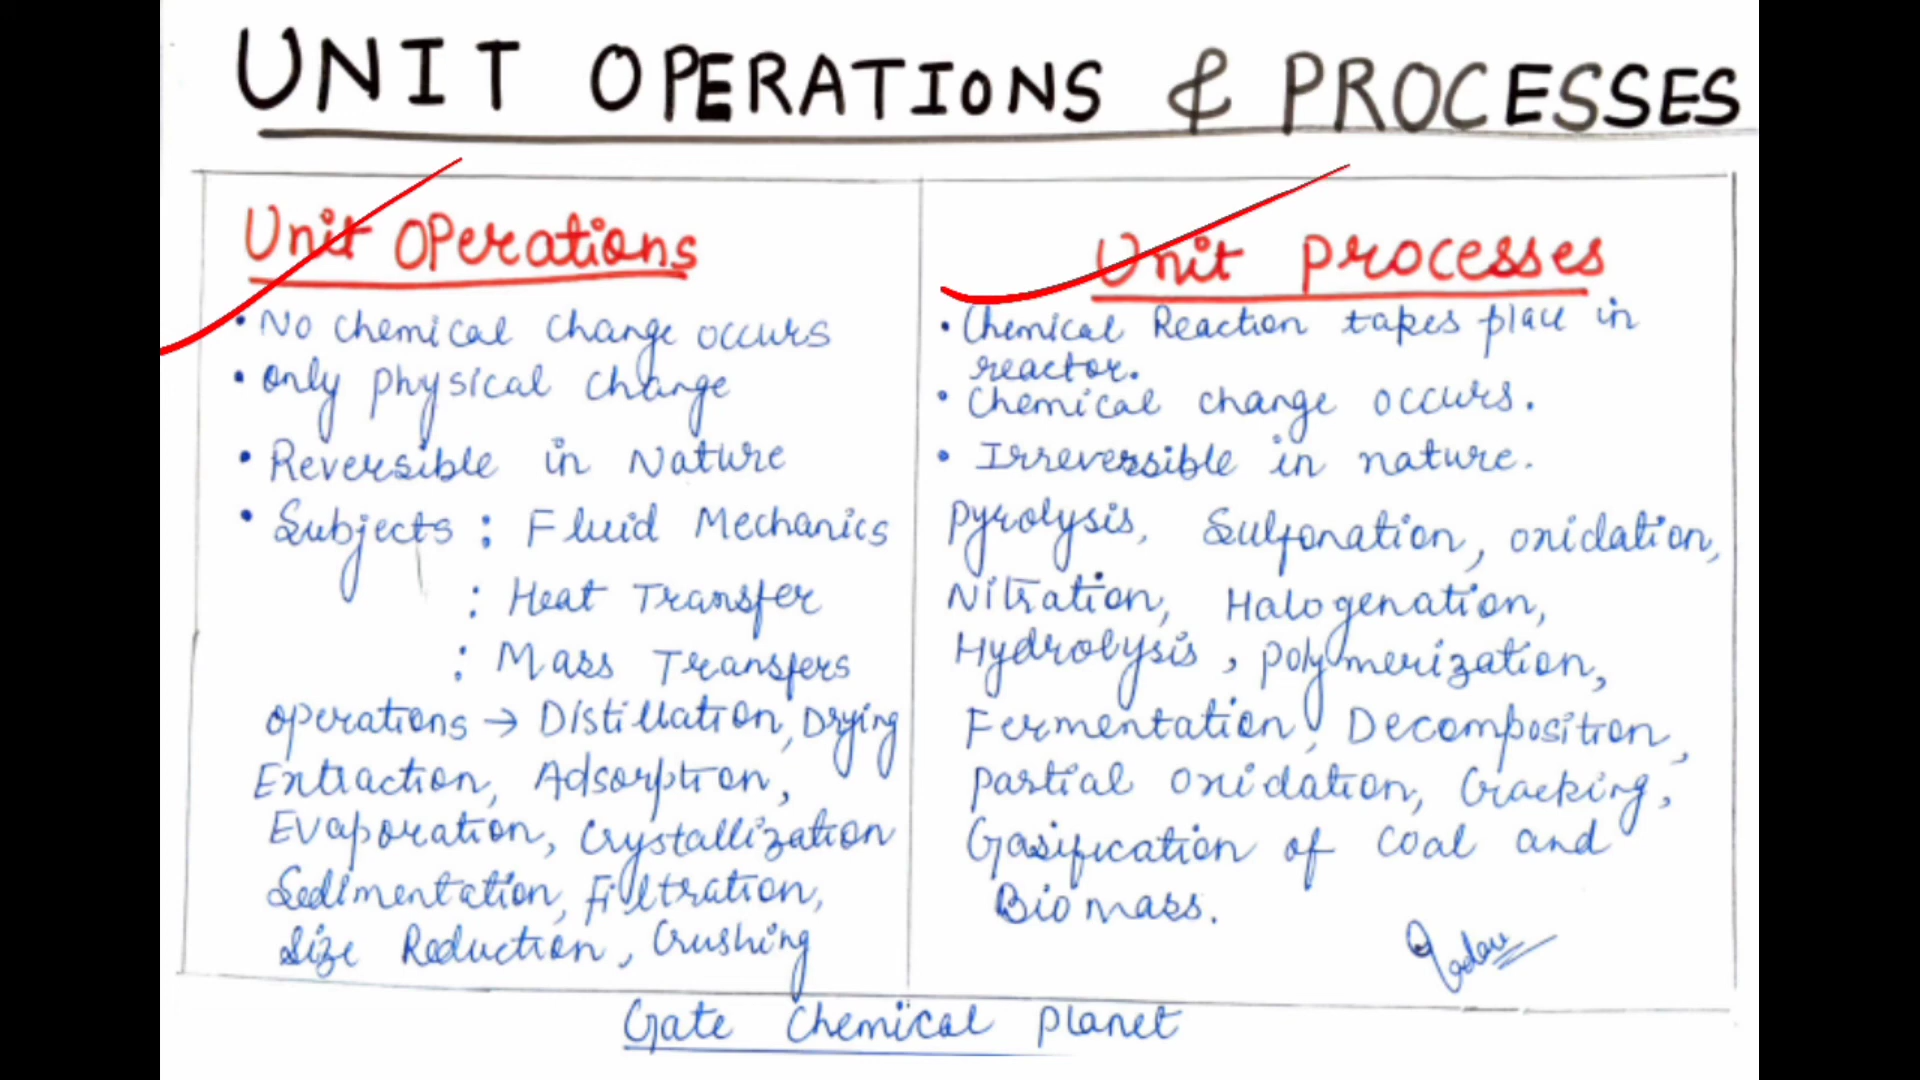 UNIT OPERATIONS & PROCESSES
Unit Operations
• No chemical change occurs
• Only physical change
• Reversible in Nature
• Subjects : Fluid Mechanics
: Heat Transfer
: Mass Transfers
operations → Distillation, Drying
Extraction, Adsorption,
Evaporation, Crystallization
Sedimentation, Filtration,
Size Reduction, Crushing
Unit Processes
• Chemical Reaction takes place in
reactor.
• Chemical change occurs.
• Irreversible in nature.
Pyrolysis, Sulfonation, oxidation,
Nitration, Halogenation,
Hydrolysis, polymerization,
Fermentation, Decomposition,
partial oxidation, Cracking,
Gasification of coal and
Biomass.
Yadav
Gate Chemical planet